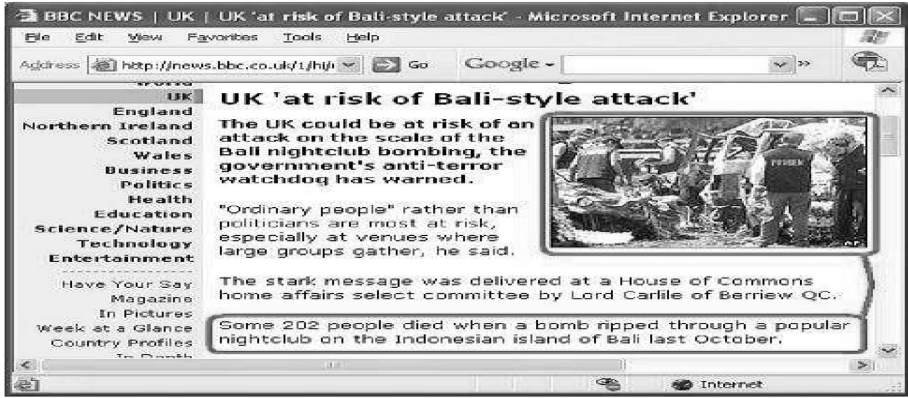 BBC NEWS | UK | UK 'at risk of Bali-style attack' - Microsoft Internet Explorer
File Edit View Favorites Tools Help
Address http://news.bbc.co.uk/1/hi/ Go Google
World
UK
England
Northern Ireland
Scotland
Wales
Business
Politics
Health
Education
Science/Nature
Technology
Entertainment
Have Your Say
Magazine
In Pictures
Week at a Glance
Country Profiles
In Depth
UK 'at risk of Bali-style attack'
The UK could be at risk of an
attack on the scale of the
Bali nightclub bombing, the
government's anti-terror
watchdog has warned.
"Ordinary people" rather than
politicians are most at risk,
especially at venues where
large groups gather, he said.
The stark message was delivered at a House of Commons
home affairs select committee by Lord Carlile of Berriew QC.
Some 202 people died when a bomb ripped through a popular
nightclub on the Indonesian island of Bali last October.
AP
Internet